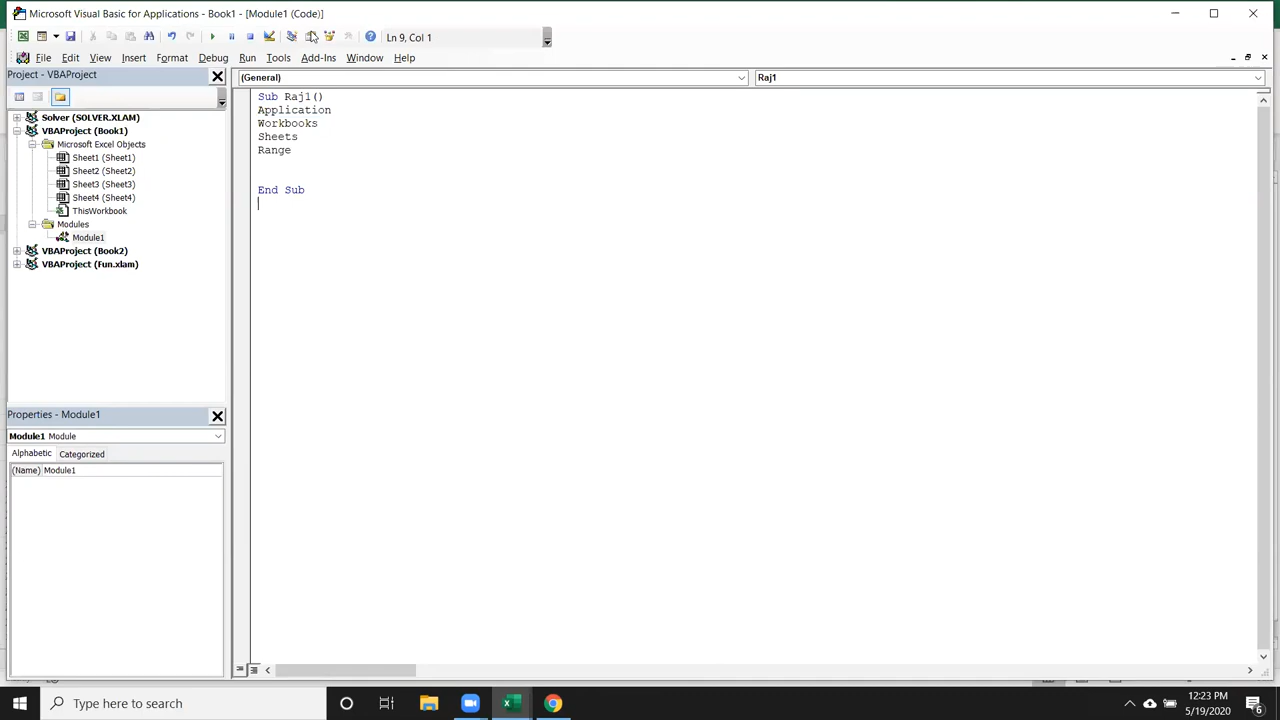 Microsoft Visual Basic for Applications - Book1 - [Module1 (Code)]
Ln 9, Col 1
File Edit View Insert Format Debug Run Tools Add-Ins Window Help
Project - VBAProject
(General)
Raj1
Solver (SOLVER.XLAM)
VBAProject (Book1)
Microsoft Excel Objects
Sheet1 (Sheet1)
Sheet2 (Sheet2)
Sheet3 (Sheet3)
Sheet4 (Sheet4)
ThisWorkbook
Modules
Module1
VBAProject (Book2)
VBAProject (Fun.xlam)
Sub Raj1()
Application
Workbooks
Sheets
Range
End Sub
Properties - Module1
Module1 Module
Alphabetic Categorized
(Name) Module1
Type here to search
12:23 PM
5/19/2020
6